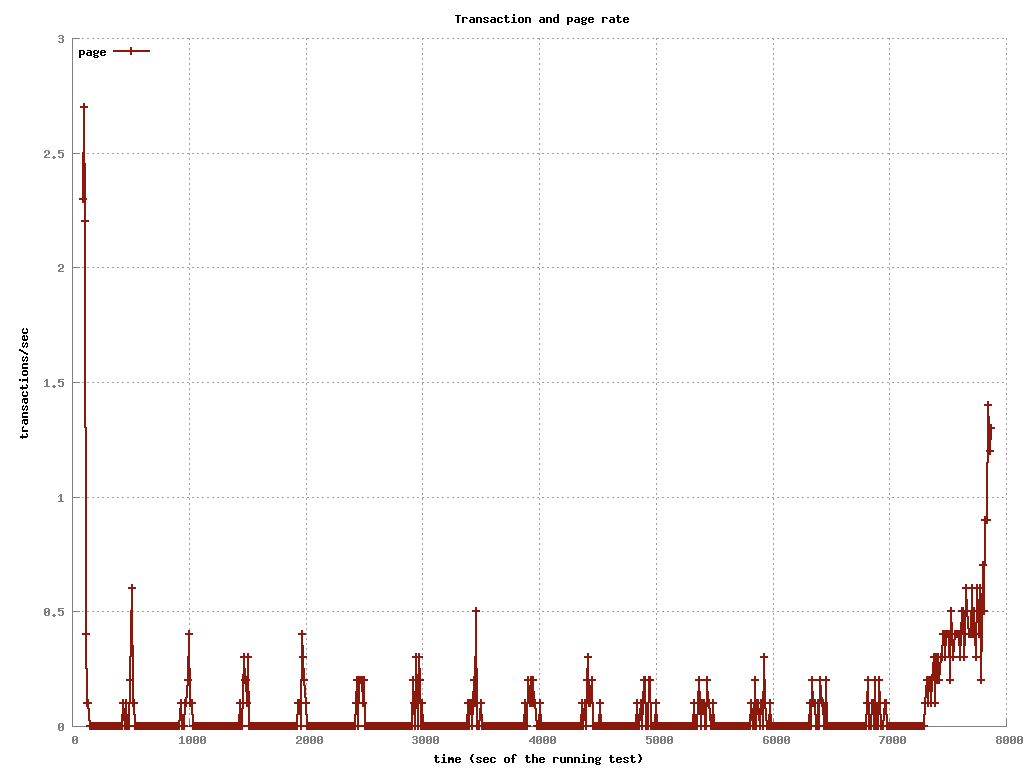 Transaction and page rate
page
3
2.5
2
1.5
1
0.5
0
transactions/sec
0 1000 2000 3000 4000 5000 6000 7000 8000
time (sec of the running test)